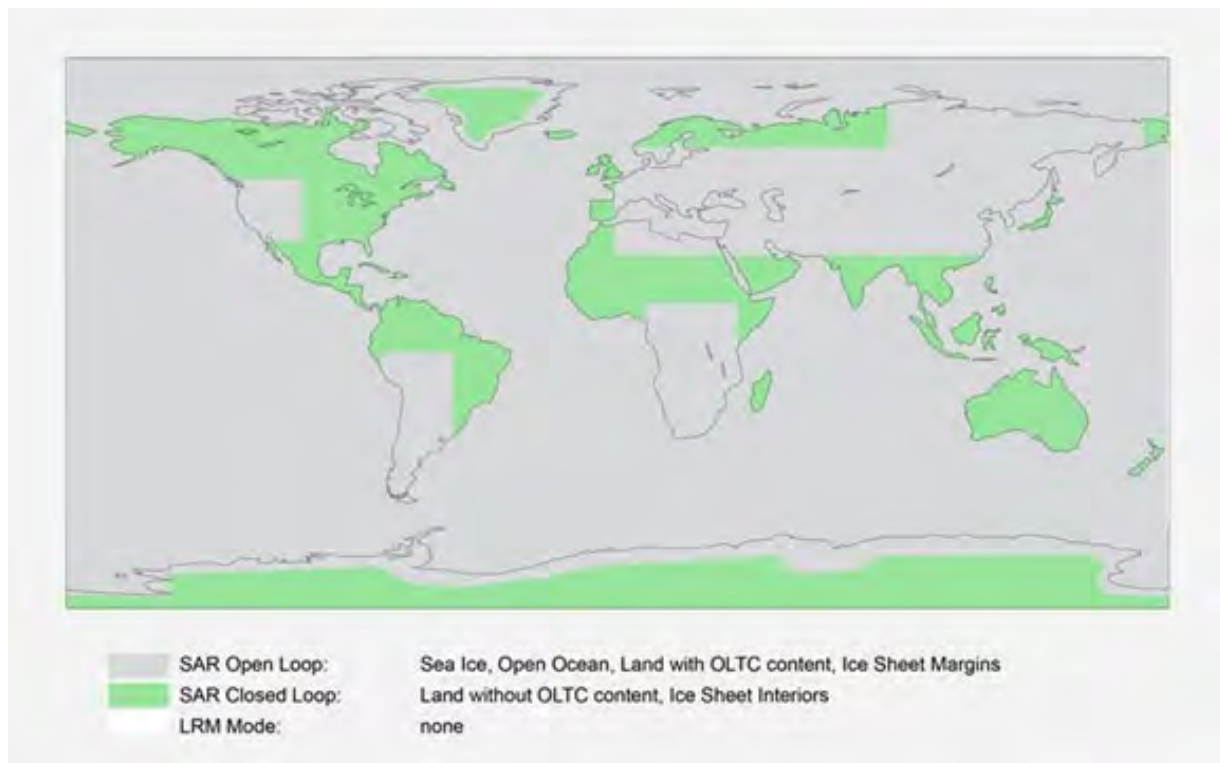 SAR Open Loop: Sea Ice, Open Ocean, Land with OLTC content, Ice Sheet Margins
SAR Closed Loop: Land without OLTC content, Ice Sheet Interiors
LRM Mode: none